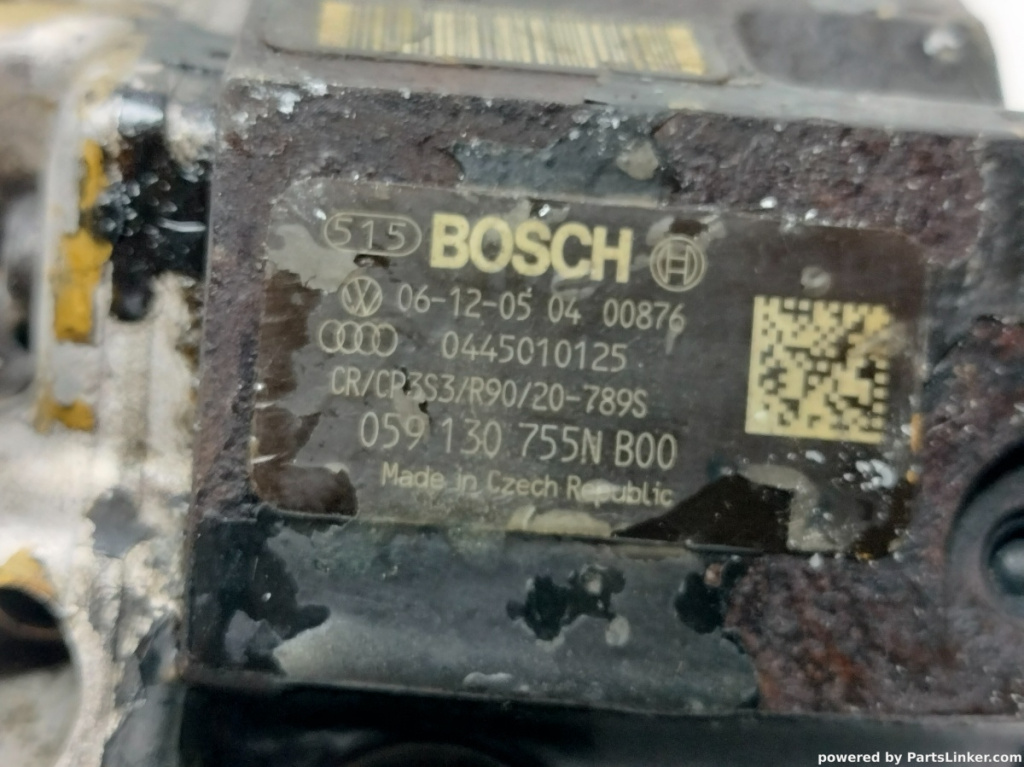 515 BOSCH
06-12-05 04 00876
0445010125
CR/CP3S3/R90/20-789S
059 130 755N B00
Made in Czech Republic
powered by PartsLinker.com